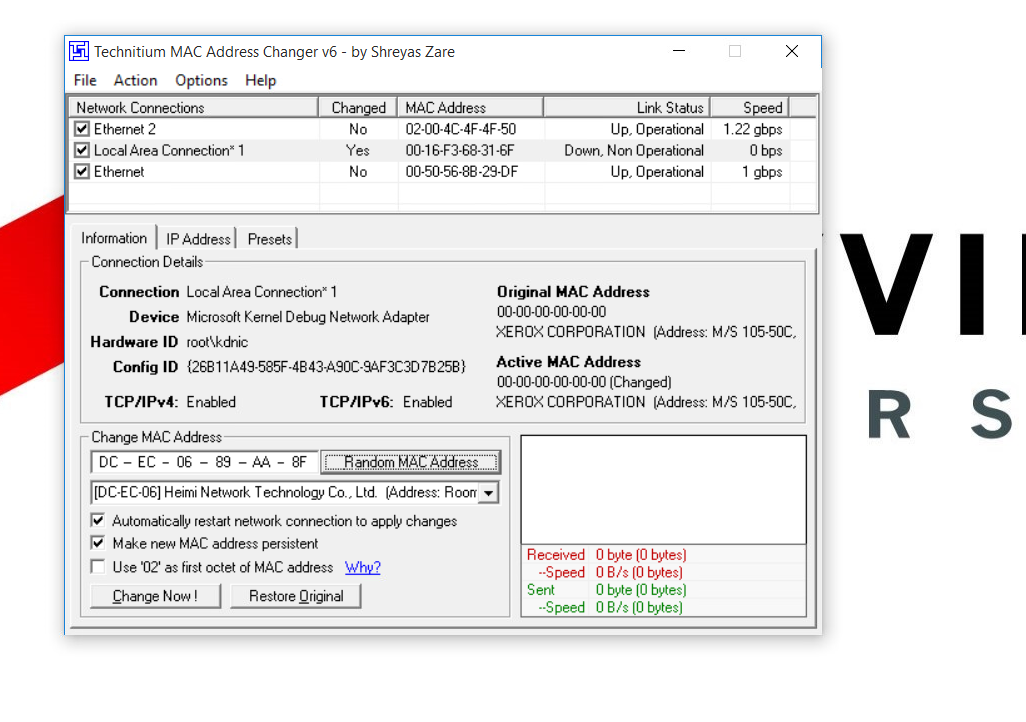 Technitium MAC Address Changer v6 - by Shreyas Zare
File Action Options Help
Network Connections Changed MAC Address Link Status Speed
Ethernet 2 No 02-00-4C-4F-4F-50 Up, Operational 1.22 gbps
Local Area Connection* 1 Yes 00-16-F3-68-31-6F Down, Non Operational 0 bps
Ethernet No 00-50-56-8B-29-DF Up, Operational 1 gbps
Information IP Address Presets
Connection Details
Connection Local Area Connection* 1
Device Microsoft Kernel Debug Network Adapter
Hardware ID root\kdnic
Config ID {26B11A49-585F-4B43-A90C-9AF3C3D7B25B}
TCP/IPv4: Enabled TCP/IPv6: Enabled
Original MAC Address
00-00-00-00-00-00
XEROX CORPORATION (Address: M/S 105-50C,
Active MAC Address
00-00-00-00-00-00 (Changed)
XEROX CORPORATION (Address: M/S 105-50C,
Change MAC Address
DC - EC - 06 - 89 - AA - 8F Random MAC Address
[DC-EC-06] Heimi Network Technology Co., Ltd. (Address: Room
Automatically restart network connection to apply changes
Make new MAC address persistent
Use '02' as first octet of MAC address Why?
Change Now ! Restore Original
Received 0 byte (0 bytes)
--Speed 0 B/s (0 bytes)
Sent 0 byte (0 bytes)
--Speed 0 B/s (0 bytes)
VI
R S